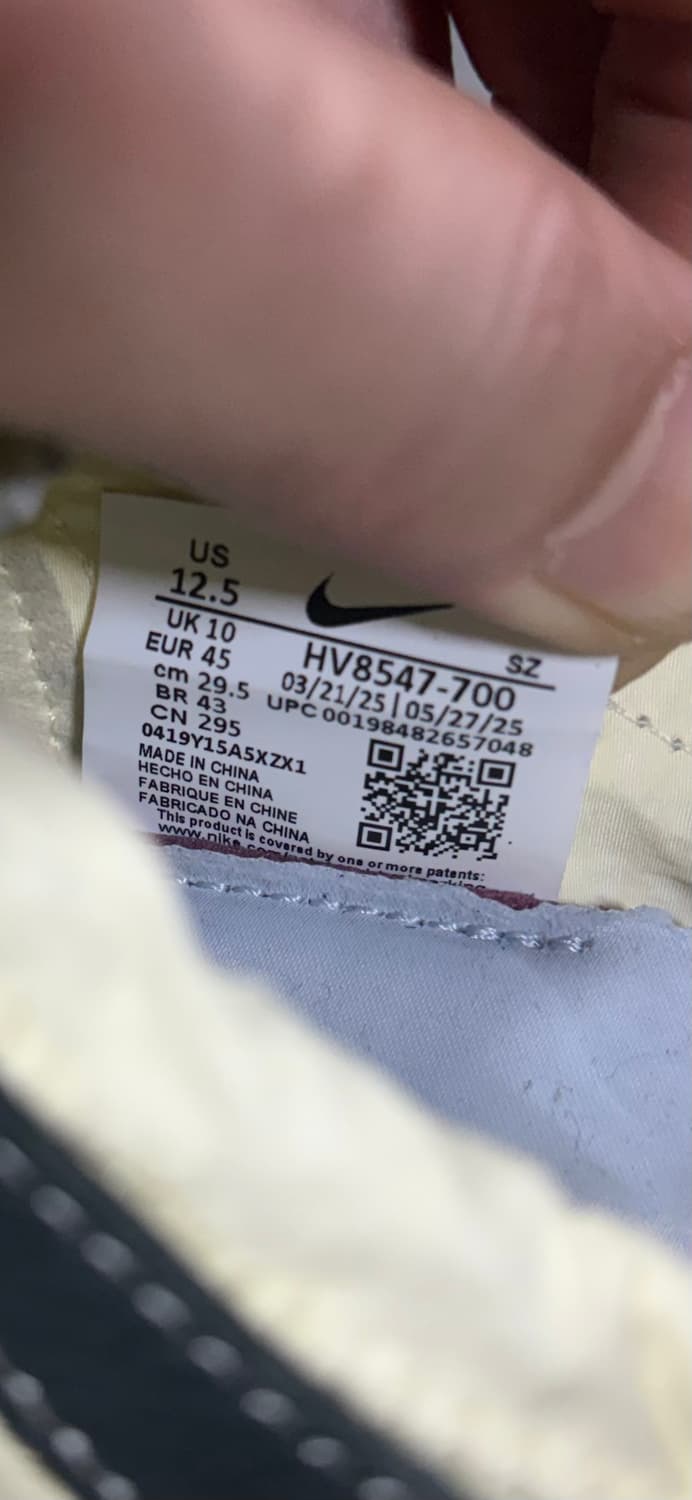 US
12.5
SZ
UK 10
HV8547-700
EUR 45
03/21/25|05/27/25
cm 29.5
UPC 00198482657048
BR 43
CN 295
0419Y15A5XZX1
MADE IN CHINA
HECHO EN CHINA
FABRIQUE EN CHINE
FABRICADO NA CHINA
This product is covered by one or more patents: